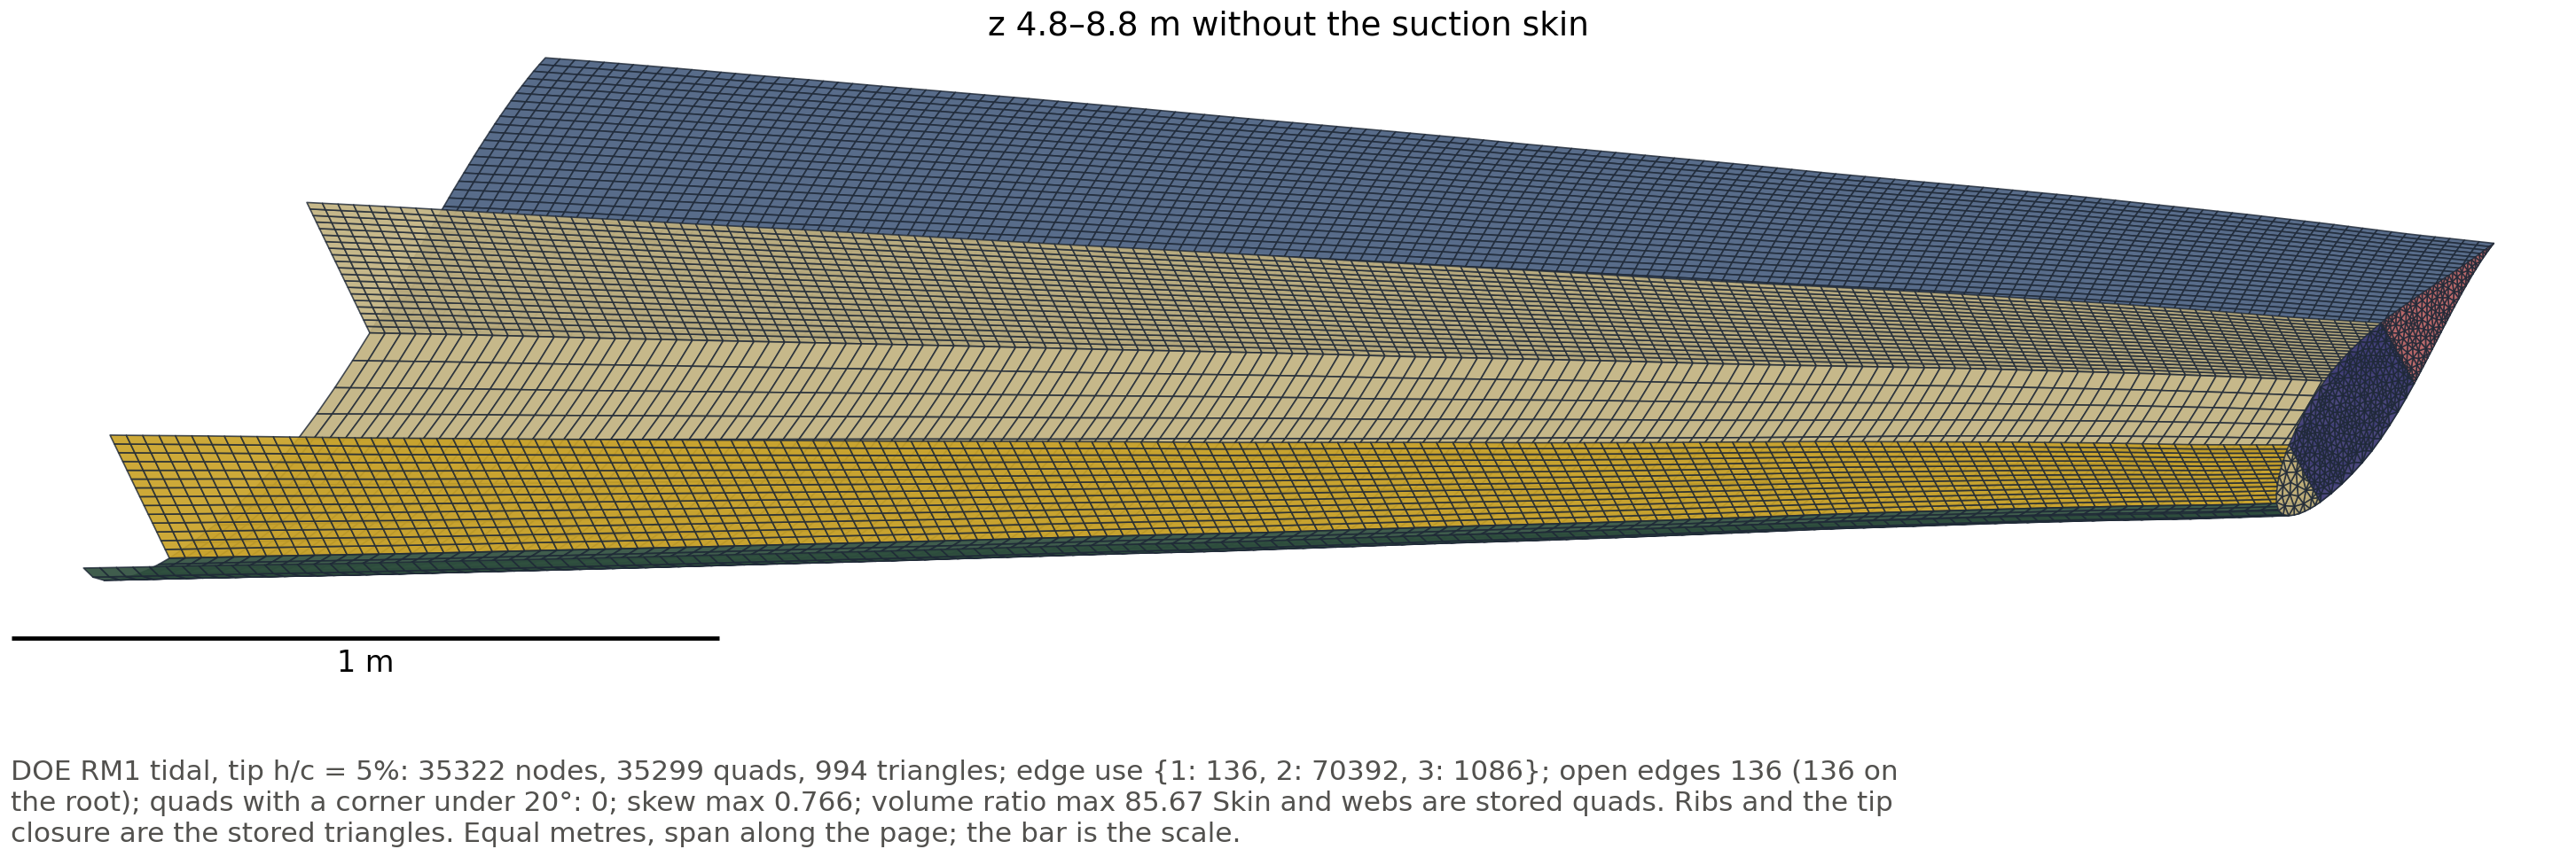 z 4.8–8.8 m without the suction skin
1 m
DOE RM1 tidal, tip h/c = 5%: 35322 nodes, 35299 quads, 994 triangles; edge use {1: 136, 2: 70392, 3: 1086}; open edges 136 (136 on
the root); quads with a corner under 20°: 0; skew max 0.766; volume ratio max 85.67 Skin and webs are stored quads. Ribs and the tip
closure are the stored triangles. Equal metres, span along the page; the bar is the scale.